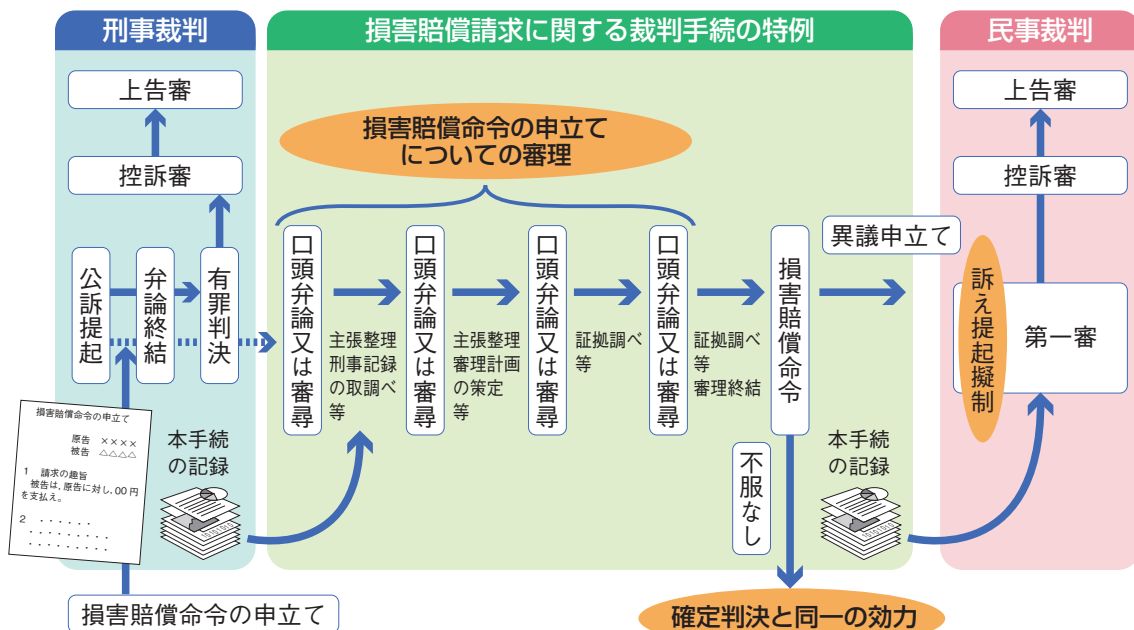 刑事裁判
上告審
控訴審
公訴提起
弁論終結
有罪判決
損害賠償命令の申立て
原告 ××××
被告 △△△△
1 請求の趣旨
被告は、原告に対し、00円
を支払え。
2 ・・・・・・
・・・・・・・・・
・・・・・・・・・
本手続
の記録
損害賠償命令の申立て
損害賠償請求に関する裁判手続の特例
損害賠償命令の申立て
についての審理
口頭弁論又は審尋
主張整理
刑事記録
の取調べ
等
口頭弁論又は審尋
主張整理
審理計画
の策定
等
口頭弁論又は審尋
証拠調べ
等
口頭弁論又は審尋
証拠調べ
等
審理終結
損害賠償命令
異議申立て
不服なし
本手続
の記録
確定判決と同一の効力
民事裁判
上告審
控訴審
訴え提起擬制
第一審